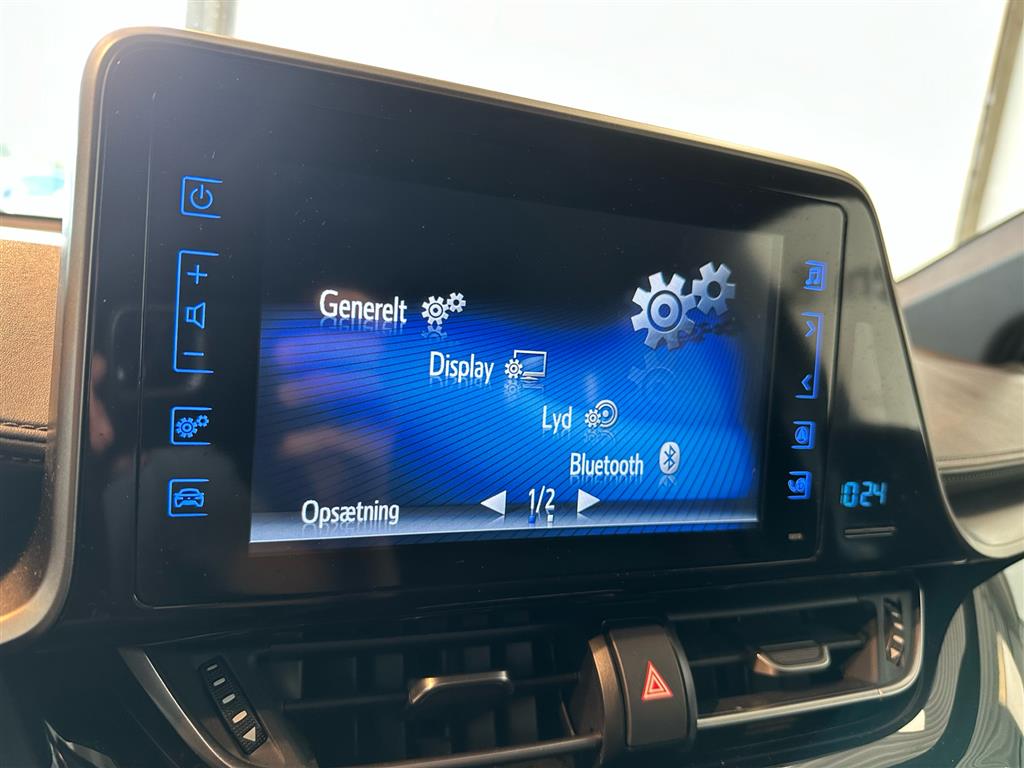 Generelt
Display
Lyd
Bluetooth
Opsætning
1/2
10:24